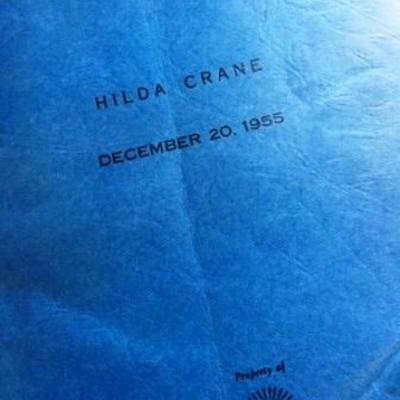 HILDA CRANE
DECEMBER 20, 1955
Property of